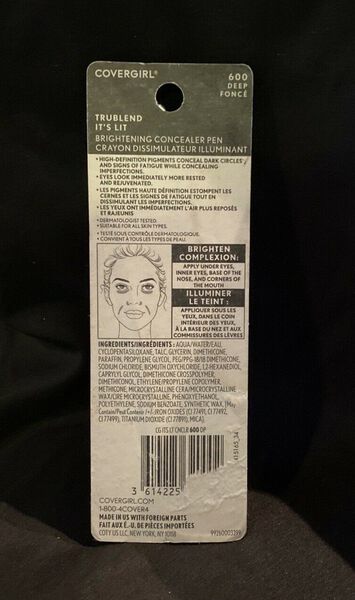 COVERGIRL®
600
DEEP
FONCÉ
TRUBLEND
IT'S LIT
BRIGHTENING CONCEALER PEN
CRAYON DISSIMULATEUR ILLUMINANT
• HIGH-DEFINITION PIGMENTS CONCEAL DARK CIRCLES
AND SIGNS OF FATIGUE WHILE CONCEALING
IMPERFECTIONS.
• EYES LOOK IMMEDIATELY MORE RESTED
AND REJUVENATED.
• LES PIGMENTS HAUTE DÉFINITION ESTOMPENT LES
CERNES ET LES SIGNES DE FATIGUE TOUT EN
DISSIMULANT LES IMPERFECTIONS.
• LES YEUX ONT IMMÉDIATEMENT L'AIR PLUS REPOSÉS
ET RAJEUNIS
• DERMATOLOGIST TESTED.
• SUITABLE FOR ALL SKIN TYPES.
• TESTÉ SOUS CONTRÔLE DERMATOLOGIQUE.
• CONVIENT À TOUS LES TYPES DE PEAU.
BRIGHTEN
COMPLEXION:
APPLY UNDER EYES,
INNER EYES, BASE OF THE
NOSE, AND CORNERS OF
THE MOUTH
ILLUMINER
LE TEINT :
APPLIQUER SOUS LES
YEUX, DANS LE COIN
INTÉRIEUR DES YEUX,
À LA BASE DU NEZ ET AUX
COMMISSURES DES LÈVRES
INGREDIENTS/INGRÉDIENTS: AQUA/WATER/EAU,
CYCLOPENTASILOXANE, TALC, GLYCERIN, DIMETHICONE,
PARAFFIN, PROPYLENE GLYCOL, PEG/PPG-18/18 DIMETHICONE,
SODIUM CHLORIDE, BISMUTH OXYCHLORIDE, 1,2-HEXANEDIOL,
CAPRYLYL GLYCOL, DIMETHICONE CROSSPOLYMER,
DIMETHICONOL, ETHYLENE/PROPYLENE COPOLYMER,
METHICONE, MICROCRYSTALLINE CERA/MICROCRYSTALLINE
WAX/CIRE MICROCRYSTALLINE, PHENOXYETHANOL,
POLYETHYLENE, SODIUM BENZOATE, SYNTHETIC WAX, [May
Contain/Peut Contenir /+/-:IRON OXIDES (CI 77491, CI 77492,
CI 77499), TITANIUM DIOXIDE (CI 77891), MICA].
CG ITS LT CNCLR 600 DP
3 614225
COVERGIRL.COM
1-800-4COVER4
MADE IN US WITH FOREIGN PARTS
FAIT AUX É.-U. DE PIÈCES IMPORTÉES
COTY US LLC, NEW YORK, NY 10118